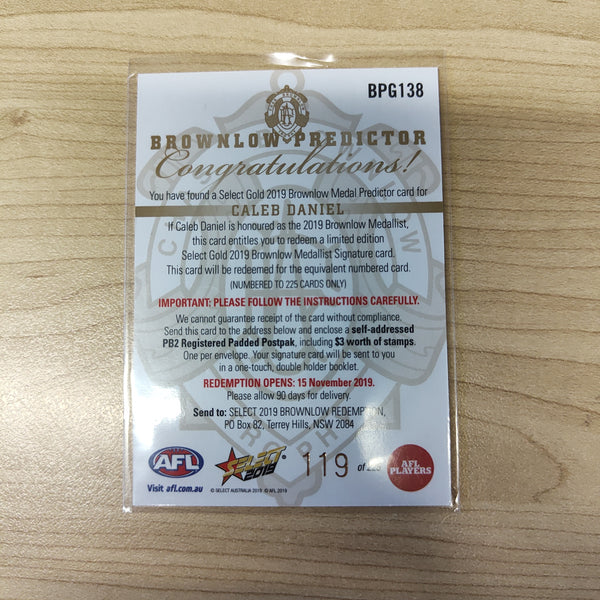 BPG138
BROWNLOW PREDICTOR
Congratulations!
You have found a Select Gold 2019 Brownlow Medal Predictor card for
CALEB DANIEL
If Caleb Daniel is honoured as the 2019 Brownlow Medallist,
this card entitles you to redeem a limited edition
Select Gold 2019 Brownlow Medallist Signature card.
This card will be redeemed for the equivalent numbered card.
(NUMBERED TO 225 CARDS ONLY)
IMPORTANT; PLEASE FOLLOW THE INSTRUCTIONS CAREFULLY.
We cannot guarantee receipt of the card without compliance.
Send this card to the address below and enclose a self-addressed
PB2 Registered Padded Postpak, including $3 worth of stamps.
One per envelope. Your signature card will be sent to you
in a one-touch, double holder booklet.
REDEMPTION OPENS: 15 November 2019.
Please allow 90 days for delivery.
Send to: SELECT 2019 BROWNLOW REDEMPTION,
PO Box 82, Terrey Hills, NSW 2084
AFL
Visit afl.com.au
SELECT
2019
© SELECT AUSTRALIA 2019 © AFL 2019
119 of 225
AFL
PLAYERS